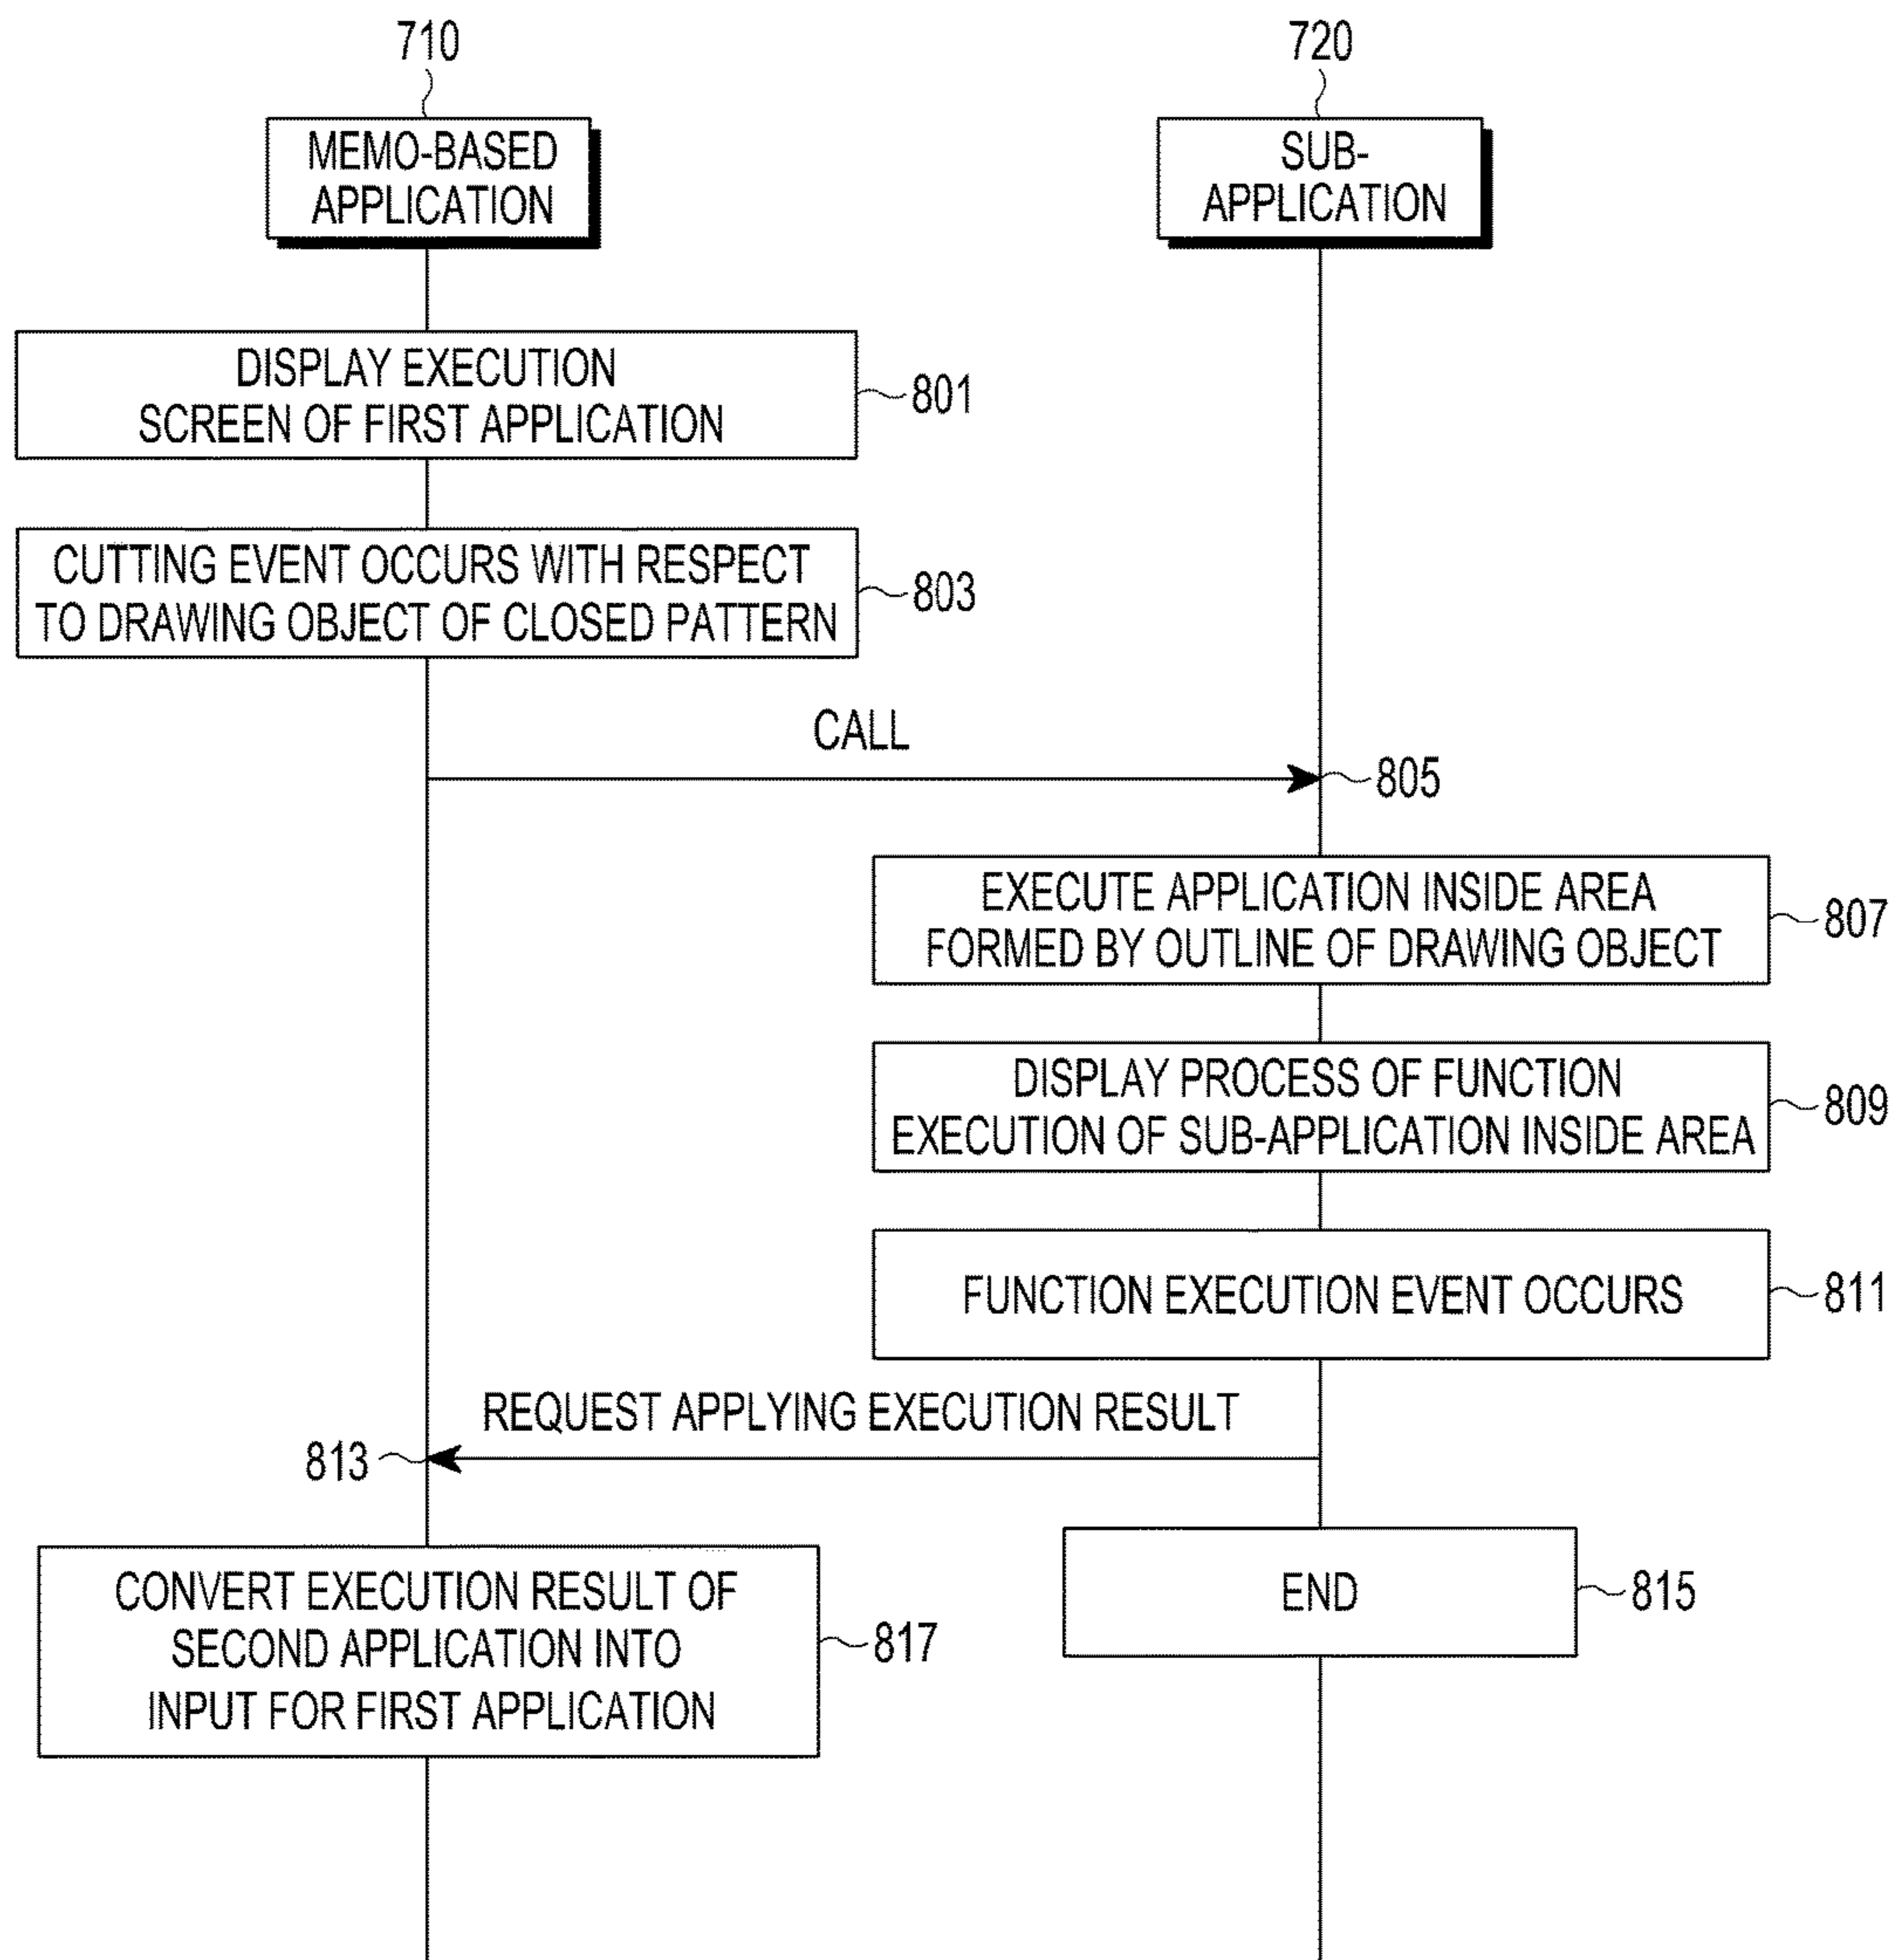 710
720
MEMO-BASED
APPLICATION
SUB-
APPLICATION
DISPLAY EXECUTION
SCREEN OF FIRST APPLICATION
801
CUTTING EVENT OCCURS WITH RESPECT
TO DRAWING OBJECT OF CLOSED PATTERN
803
CALL
805
EXECUTE APPLICATION INSIDE AREA
FORMED BY OUTLINE OF DRAWING OBJECT
807
DISPLAY PROCESS OF FUNCTION
EXECUTION OF SUB-APPLICATION INSIDE AREA
809
FUNCTION EXECUTION EVENT OCCURS
811
REQUEST APPLYING EXECUTION RESULT
813
END
815
CONVERT EXECUTION RESULT OF
SECOND APPLICATION INTO
INPUT FOR FIRST APPLICATION
817